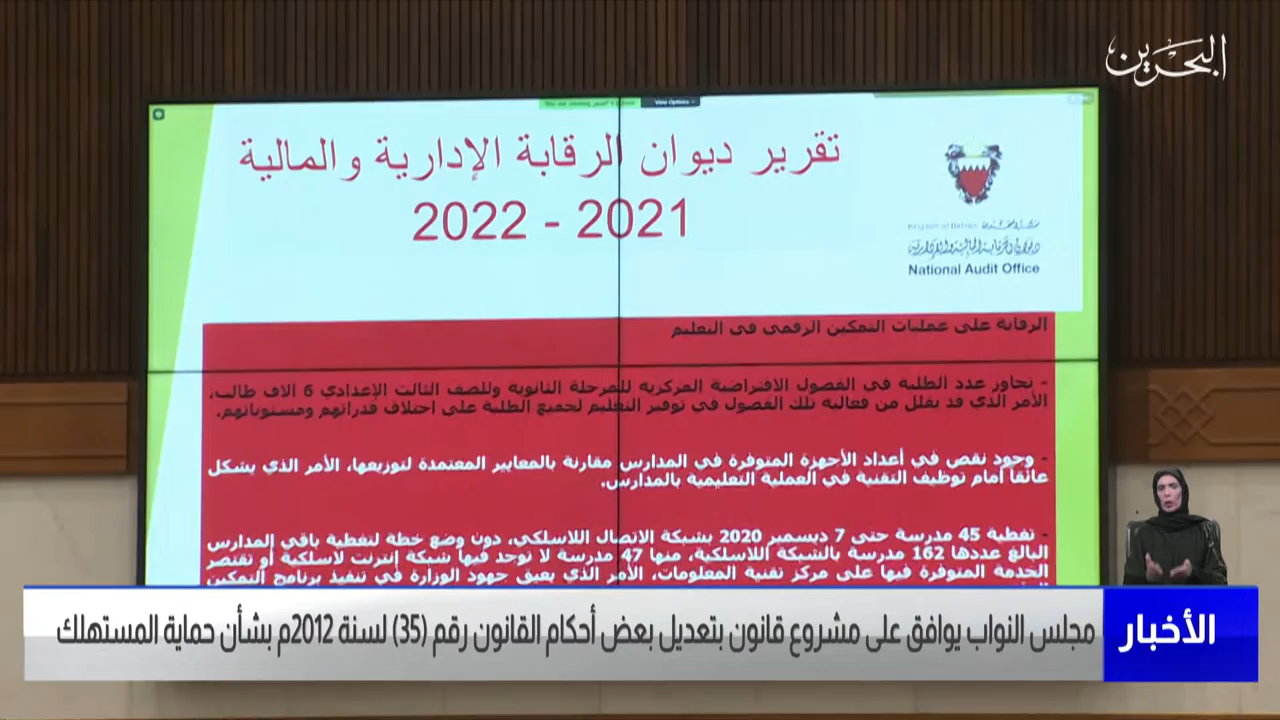 البحرين
View Options
تقرير ديوان الرقابة الإدارية والمالية
2021 - 2022
Kingdom of Bahrain
National Audit Office
الرقابة على عمليات التمكين الرقمي في التعليم
- تجاوز عدد الطلبة في الفصول الافتراضية المركزية للمرحلة الثانوية وللصف الثالث الإعدادي 6 الاف طالب،
الأمر الذي قد يقلل من فعالية تلك الفصول في توفير التعليم لجميع الطلبة على اختلاف قدراتهم ومستوياتهم.
- وجود نقص في أعداد الأجهزة المتوفرة في المدارس مقارنة بالمعايير المعتمدة لتوزيعها، الأمر الذي يشكل
عائقا امام توظيف التقنية في العملية التعليمية بالمدارس.
- تغطية 45 مدرسة حتى 7 ديسمبر 2020 بشبكة الاتصال اللاسلكي، دون وضع خطة لتغطية باقي المدارس
البالغ عددها 162 مدرسة بالشبكة اللاسلكية، منها 47 مدرسة لا توجد فيها شبكة إنترنت لاسلكية أو تقتصر
الخدمة المتوفرة فيها على مركز تقنية المعلومات، الأمر الذي يعيق جهود الوزارة في تنفيذ برنامج التمكين
الأخبار
مجلس النواب يوافق على مشروع قانون بتعديل بعض أحكام القانون رقم (35) لسنة 2012م بشأن حماية المستهلك